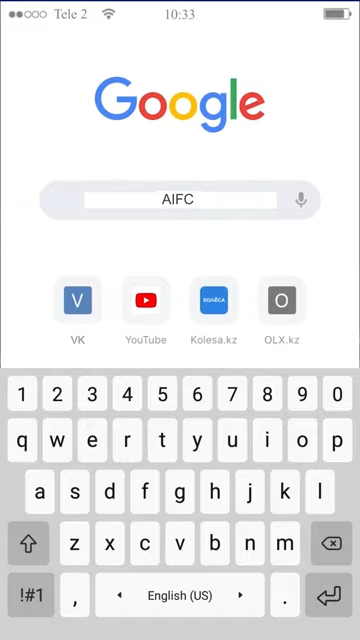 Tele 2 10:33
Google
AIFC
V КОЛЁСА O
VK YouTube Kolesa.kz OLX.kz
1 2 3 4 5 6 7 8 9 0
q w e r t y u i o p
a s d f g h j k l
z x c v b n m
!#1 , English (US) .